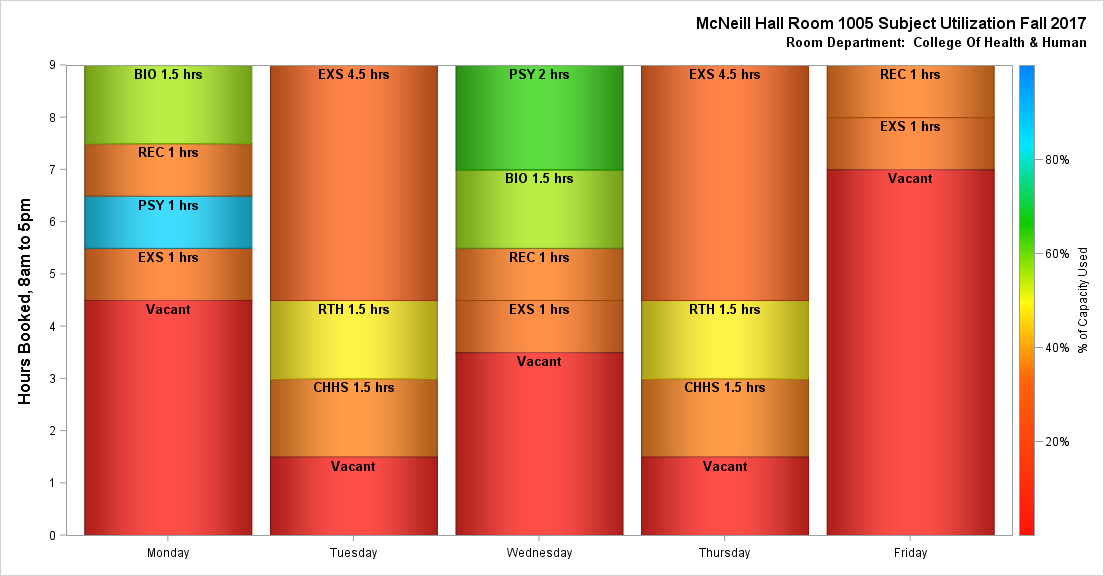 McNeill Hall Room 1005 Subject Utilization Fall 2017
Room Department:  College Of Health & Human
Hours Booked, 8am to 5pm
9
8
7
6
5
4
3
2
1
0
BIO 1.5 hrs
REC 1 hrs
PSY 1 hrs
EXS 1 hrs
Vacant
EXS 4.5 hrs
RTH 1.5 hrs
CHHS 1.5 hrs
Vacant
PSY 2 hrs
BIO 1.5 hrs
REC 1 hrs
EXS 1 hrs
Vacant
EXS 4.5 hrs
RTH 1.5 hrs
CHHS 1.5 hrs
Vacant
REC 1 hrs
EXS 1 hrs
Vacant
Monday
Tuesday
Wednesday
Thursday
Friday
80%
60%
40%
20%
% of Capacity Used